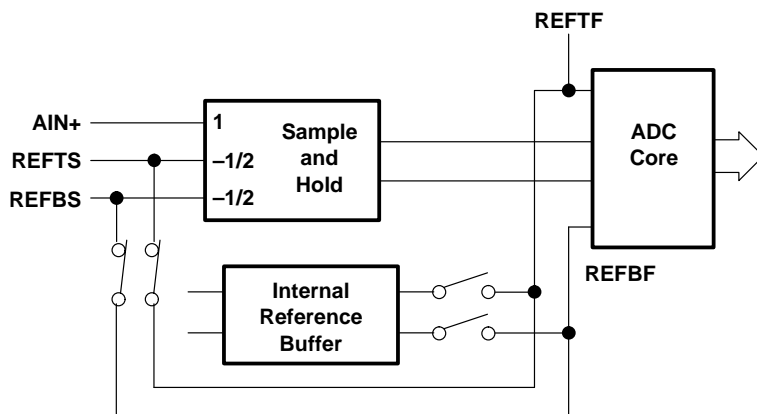 REFTF
AIN+
1
Sample
and
Hold
ADC
Core
REFTS
–1/2
REFBS
–1/2
REFBF
Internal
Reference
Buffer